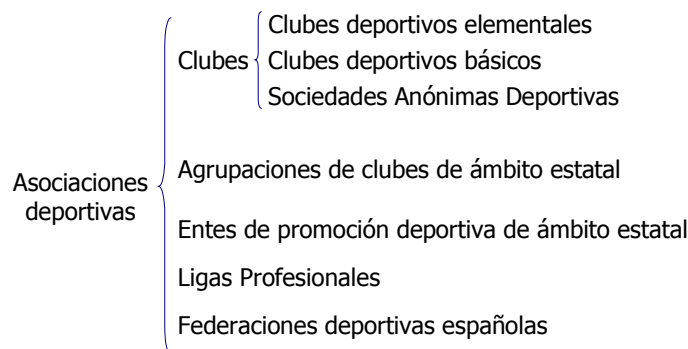 Clubes deportivos elementales
Clubes
Clubes deportivos básicos
Sociedades Anónimas Deportivas
Asociaciones
deportivas
Agrupaciones de clubes de ámbito estatal
Entes de promoción deportiva de ámbito estatal
Ligas Profesionales
Federaciones deportivas españolas